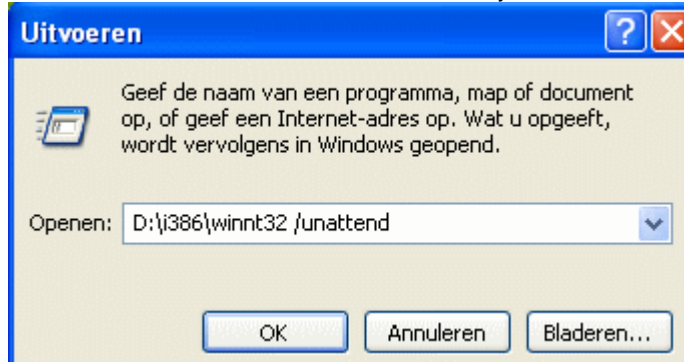 Uitvoeren
Geef de naam van een programma, map of document
op, of geef een Internet-adres op. Wat u opgeeft,
wordt vervolgens in Windows geopend.
Openen: D:\i386\winnt32 /unattend
OK Annuleren Bladeren...